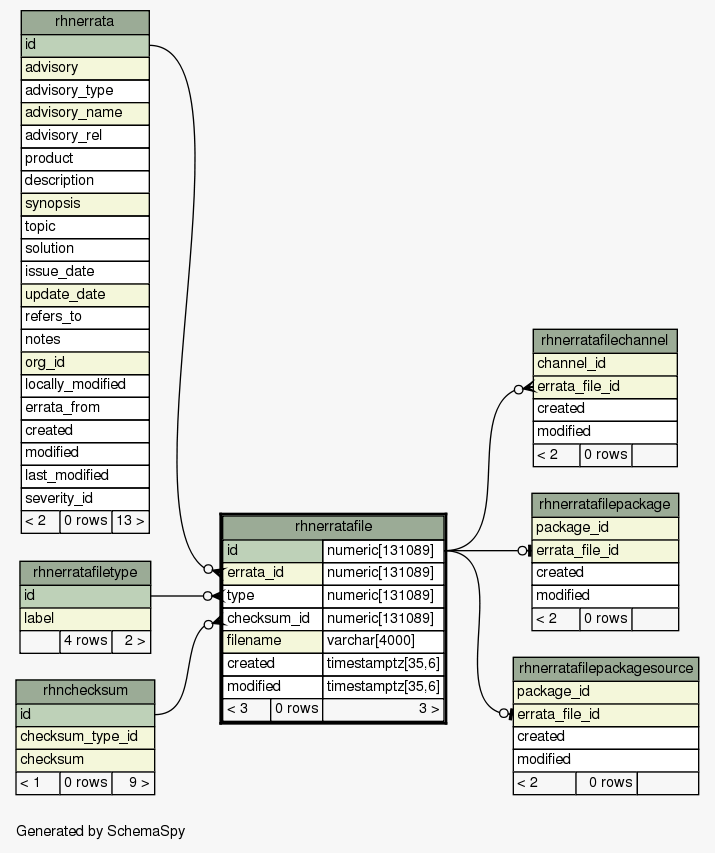 rhnerrata
id
advisory
advisory_type
advisory_name
advisory_rel
product
description
synopsis
topic
solution
issue_date
update_date
refers_to
notes
org_id
locally_modified
errata_from
created
modified
last_modified
severity_id
< 2 0 rows 13 >
rhnerratafiletype
id
label
4 rows 2 >
rhnchecksum
id
checksum_type_id
checksum
< 1 0 rows 9 >
rhnerratafile
id numeric[131089]
errata_id numeric[131089]
type numeric[131089]
checksum_id numeric[131089]
filename varchar[4000]
created timestamptz[35,6]
modified timestamptz[35,6]
< 3 0 rows 3 >
rhnerratafilechannel
channel_id
errata_file_id
created
modified
< 2 0 rows
rhnerratafilepackage
package_id
errata_file_id
created
modified
< 2 0 rows
rhnerratafilepackagesource
package_id
errata_file_id
created
modified
< 2 0 rows
Generated by SchemaSpy